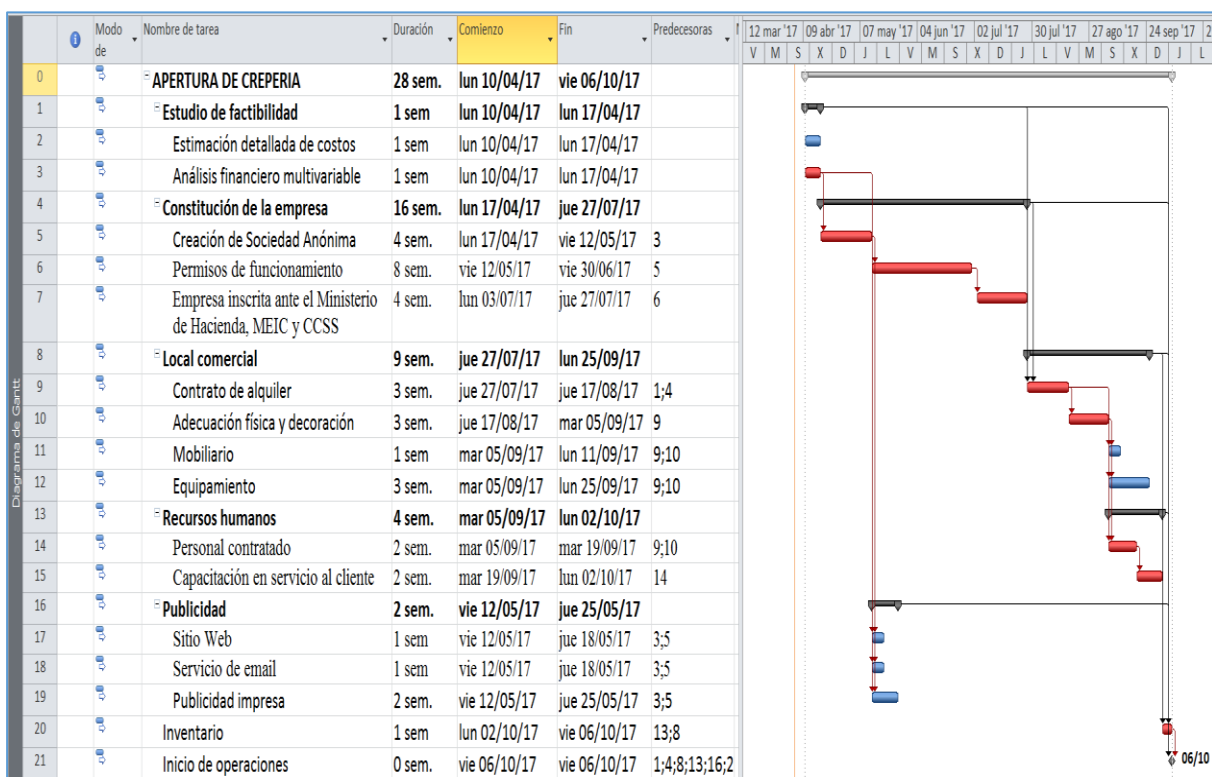 Modo de Nombre de tarea Duración Comienzo Fin Predecesoras
12 mar '17 09 abr '17 07 may '17 04 jun '17 02 jul '17 30 jul '17 27 ago '17 24 sep '17 2
V M S X D J L V M S X D J L V M S X D J L
0 APERTURA DE CREPERIA 28 sem. lun 10/04/17 vie 06/10/17
1 Estudio de factibilidad 1 sem lun 10/04/17 lun 17/04/17
2 Estimación detallada de costos 1 sem lun 10/04/17 lun 17/04/17
3 Análisis financiero multivariable 1 sem lun 10/04/17 lun 17/04/17
4 Constitución de la empresa 16 sem. lun 17/04/17 jue 27/07/17
5 Creación de Sociedad Anónima 4 sem. lun 17/04/17 vie 12/05/17 3
6 Permisos de funcionamiento 8 sem. vie 12/05/17 vie 30/06/17 5
7 Empresa inscrita ante el Ministerio 4 sem. lun 03/07/17 jue 27/07/17 6
de Hacienda, MEIC y CCSS
8 Local comercial 9 sem. jue 27/07/17 lun 25/09/17
9 Contrato de alquiler 3 sem. jue 27/07/17 jue 17/08/17 1;4
10 Adecuación física y decoración 3 sem. jue 17/08/17 mar 05/09/17 9
11 Mobiliario 1 sem mar 05/09/17 lun 11/09/17 9;10
12 Equipamiento 3 sem. mar 05/09/17 lun 25/09/17 9;10
13 Recursos humanos 4 sem. mar 05/09/17 lun 02/10/17
14 Personal contratado 2 sem. mar 05/09/17 mar 19/09/17 9;10
15 Capacitación en servicio al cliente 2 sem. mar 19/09/17 lun 02/10/17 14
16 Publicidad 2 sem. vie 12/05/17 jue 25/05/17
17 Sitio Web 1 sem vie 12/05/17 jue 18/05/17 3;5
18 Servicio de email 1 sem vie 12/05/17 jue 18/05/17 3;5
19 Publicidad impresa 2 sem. vie 12/05/17 jue 25/05/17 3;5
20 Inventario 1 sem lun 02/10/17 vie 06/10/17 13;8
21 Inicio de operaciones 0 sem. vie 06/10/17 vie 06/10/17 1;4;8;13;16;2
06/10
Diagrama de Gantt